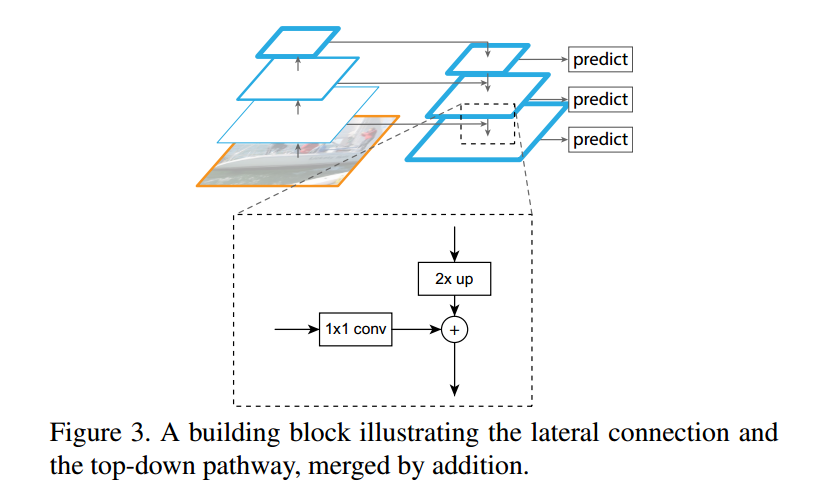 predict
predict
predict
2x up
1x1 conv
+
Figure 3. A building block illustrating the lateral connection and
the top-down pathway, merged by addition.